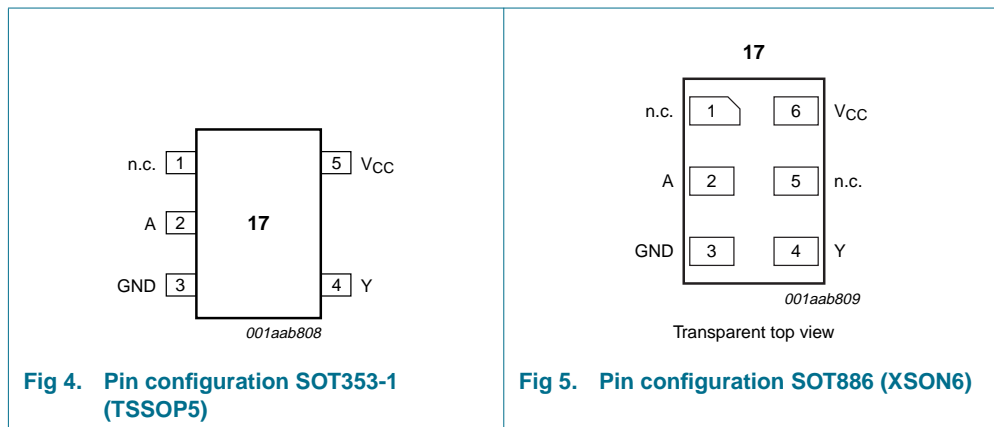 n.c. 1 5 VCC
A 2 17
GND 3 4 Y
001aab808
Fig 4. Pin configuration SOT353-1
(TSSOP5)
17
n.c. 1 6 VCC
A 2 5 n.c.
GND 3 4 Y
001aab809
Transparent top view
Fig 5. Pin configuration SOT886 (XSON6)